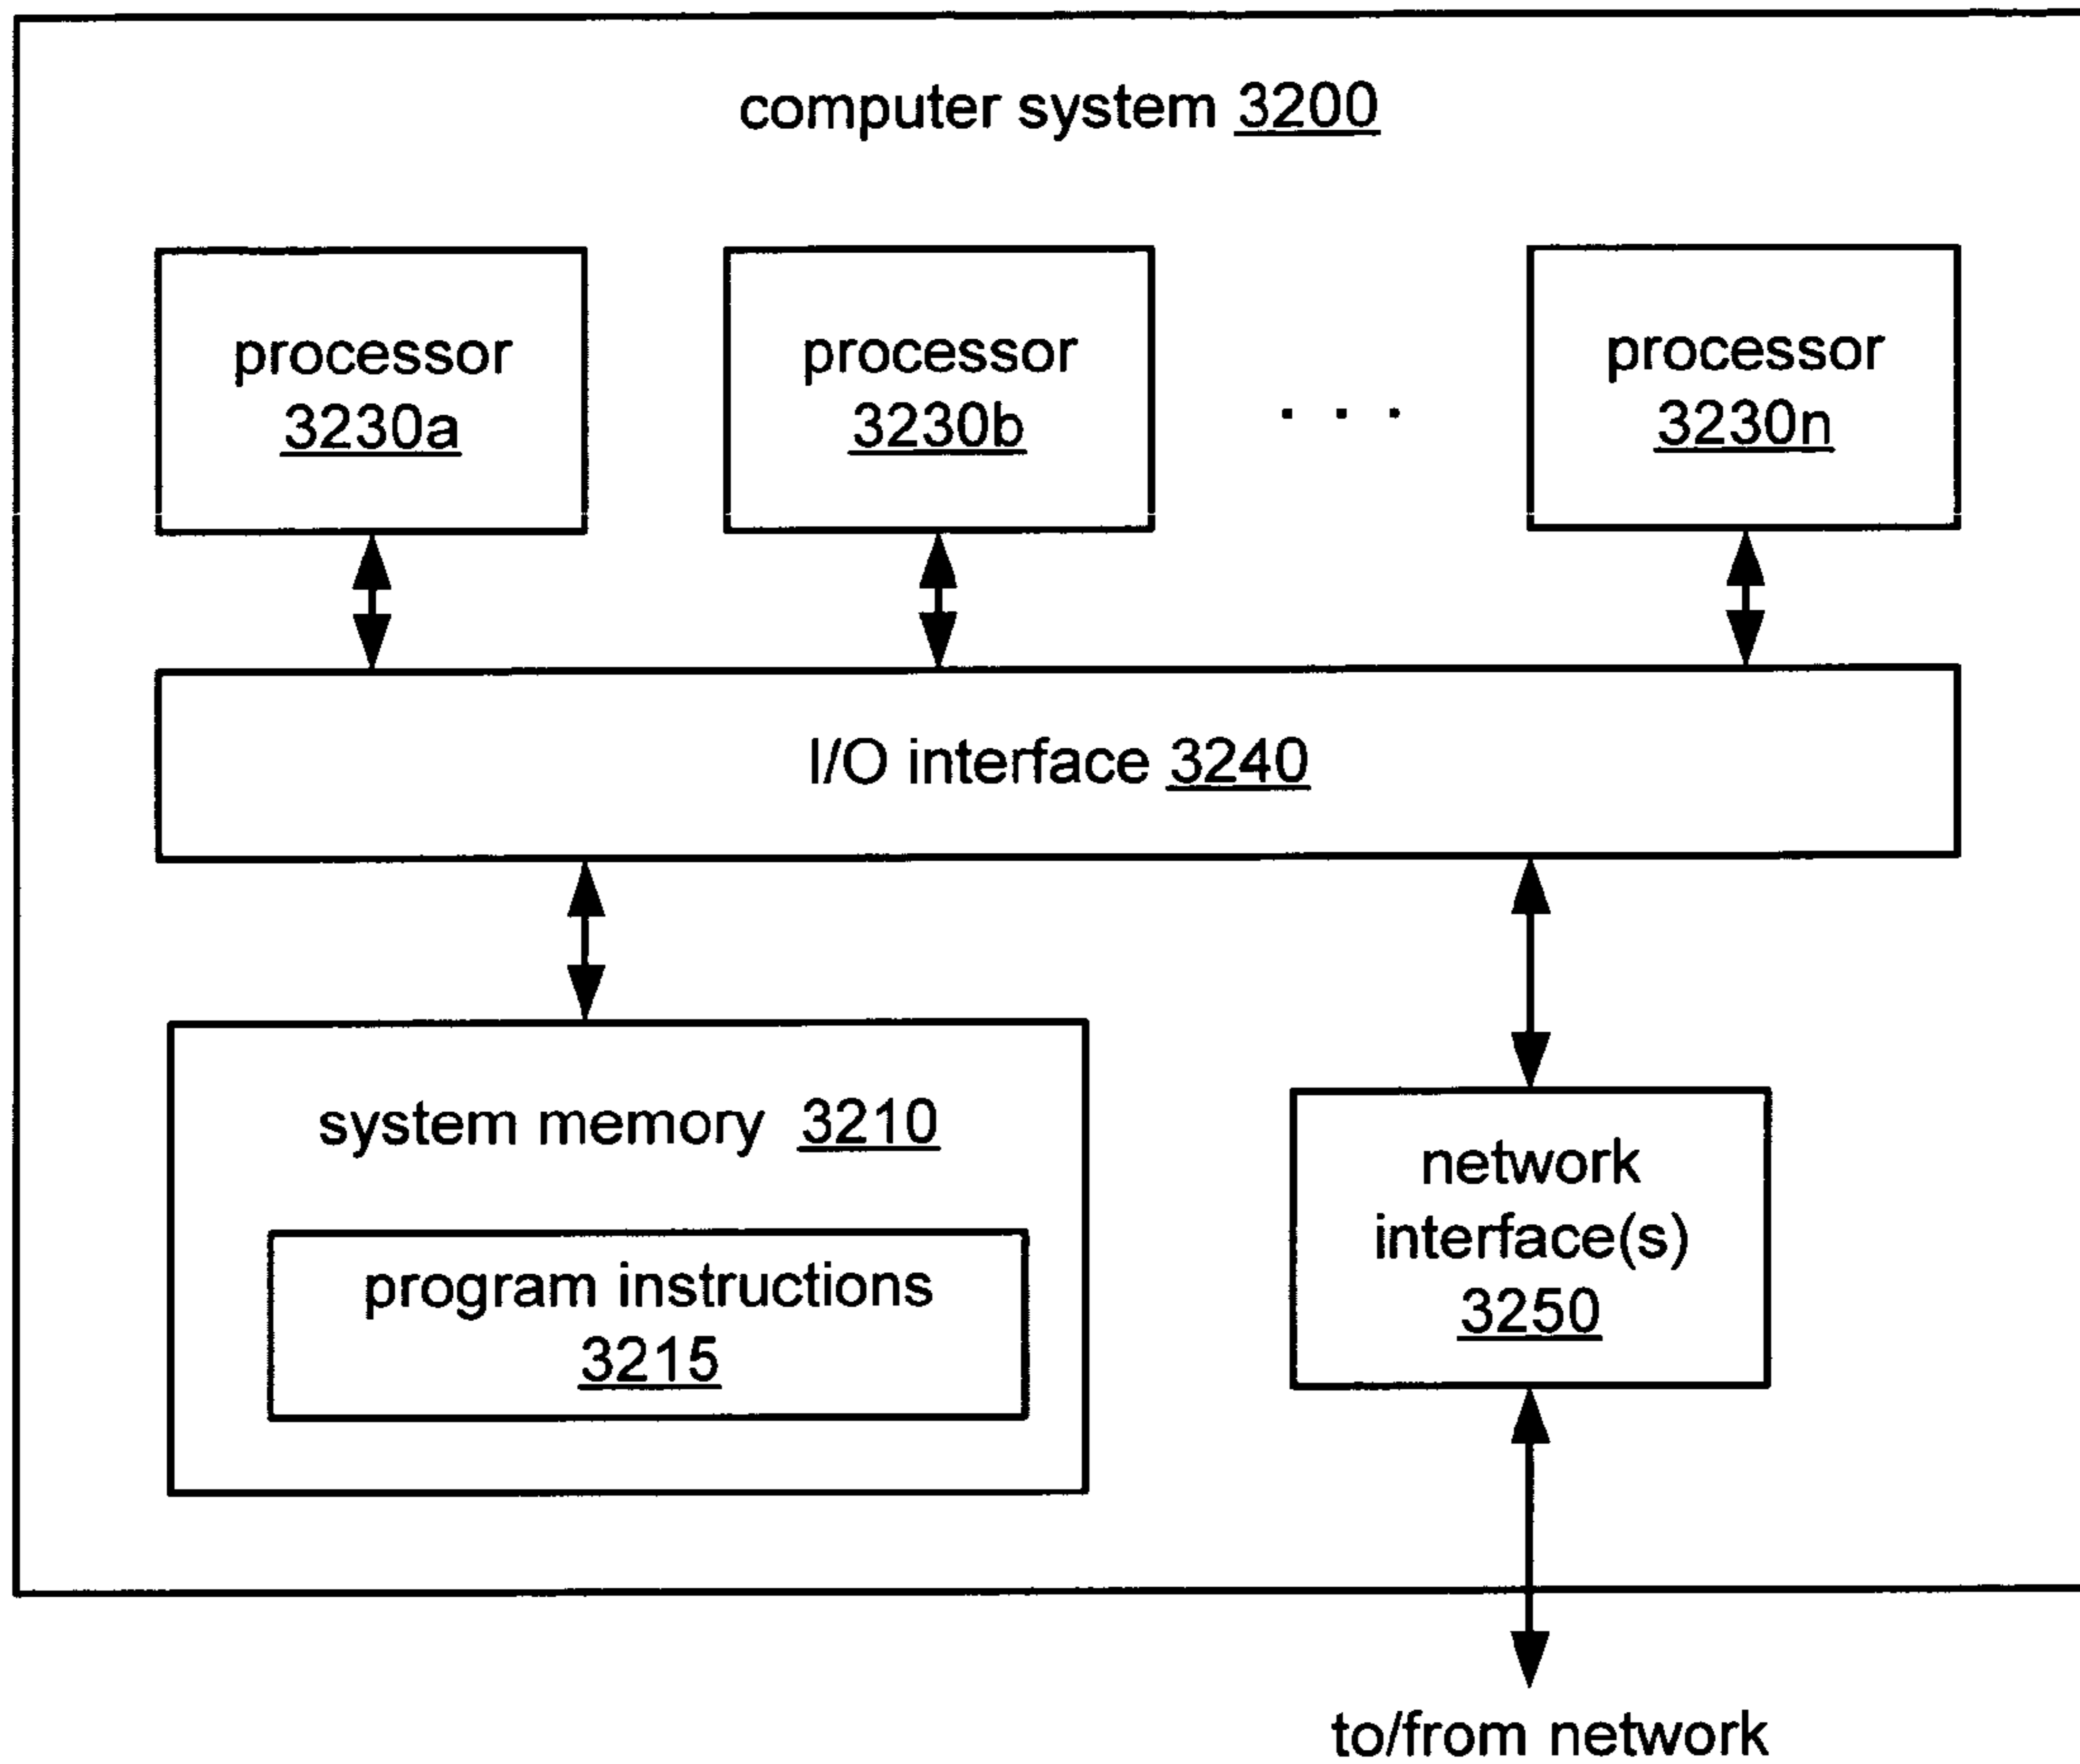 computer system 3200
processor
3230a
processor
3230b
. . .
processor
3230n
I/O interface 3240
system memory 3210
program instructions
3215
network
interface(s)
3250
to/from network